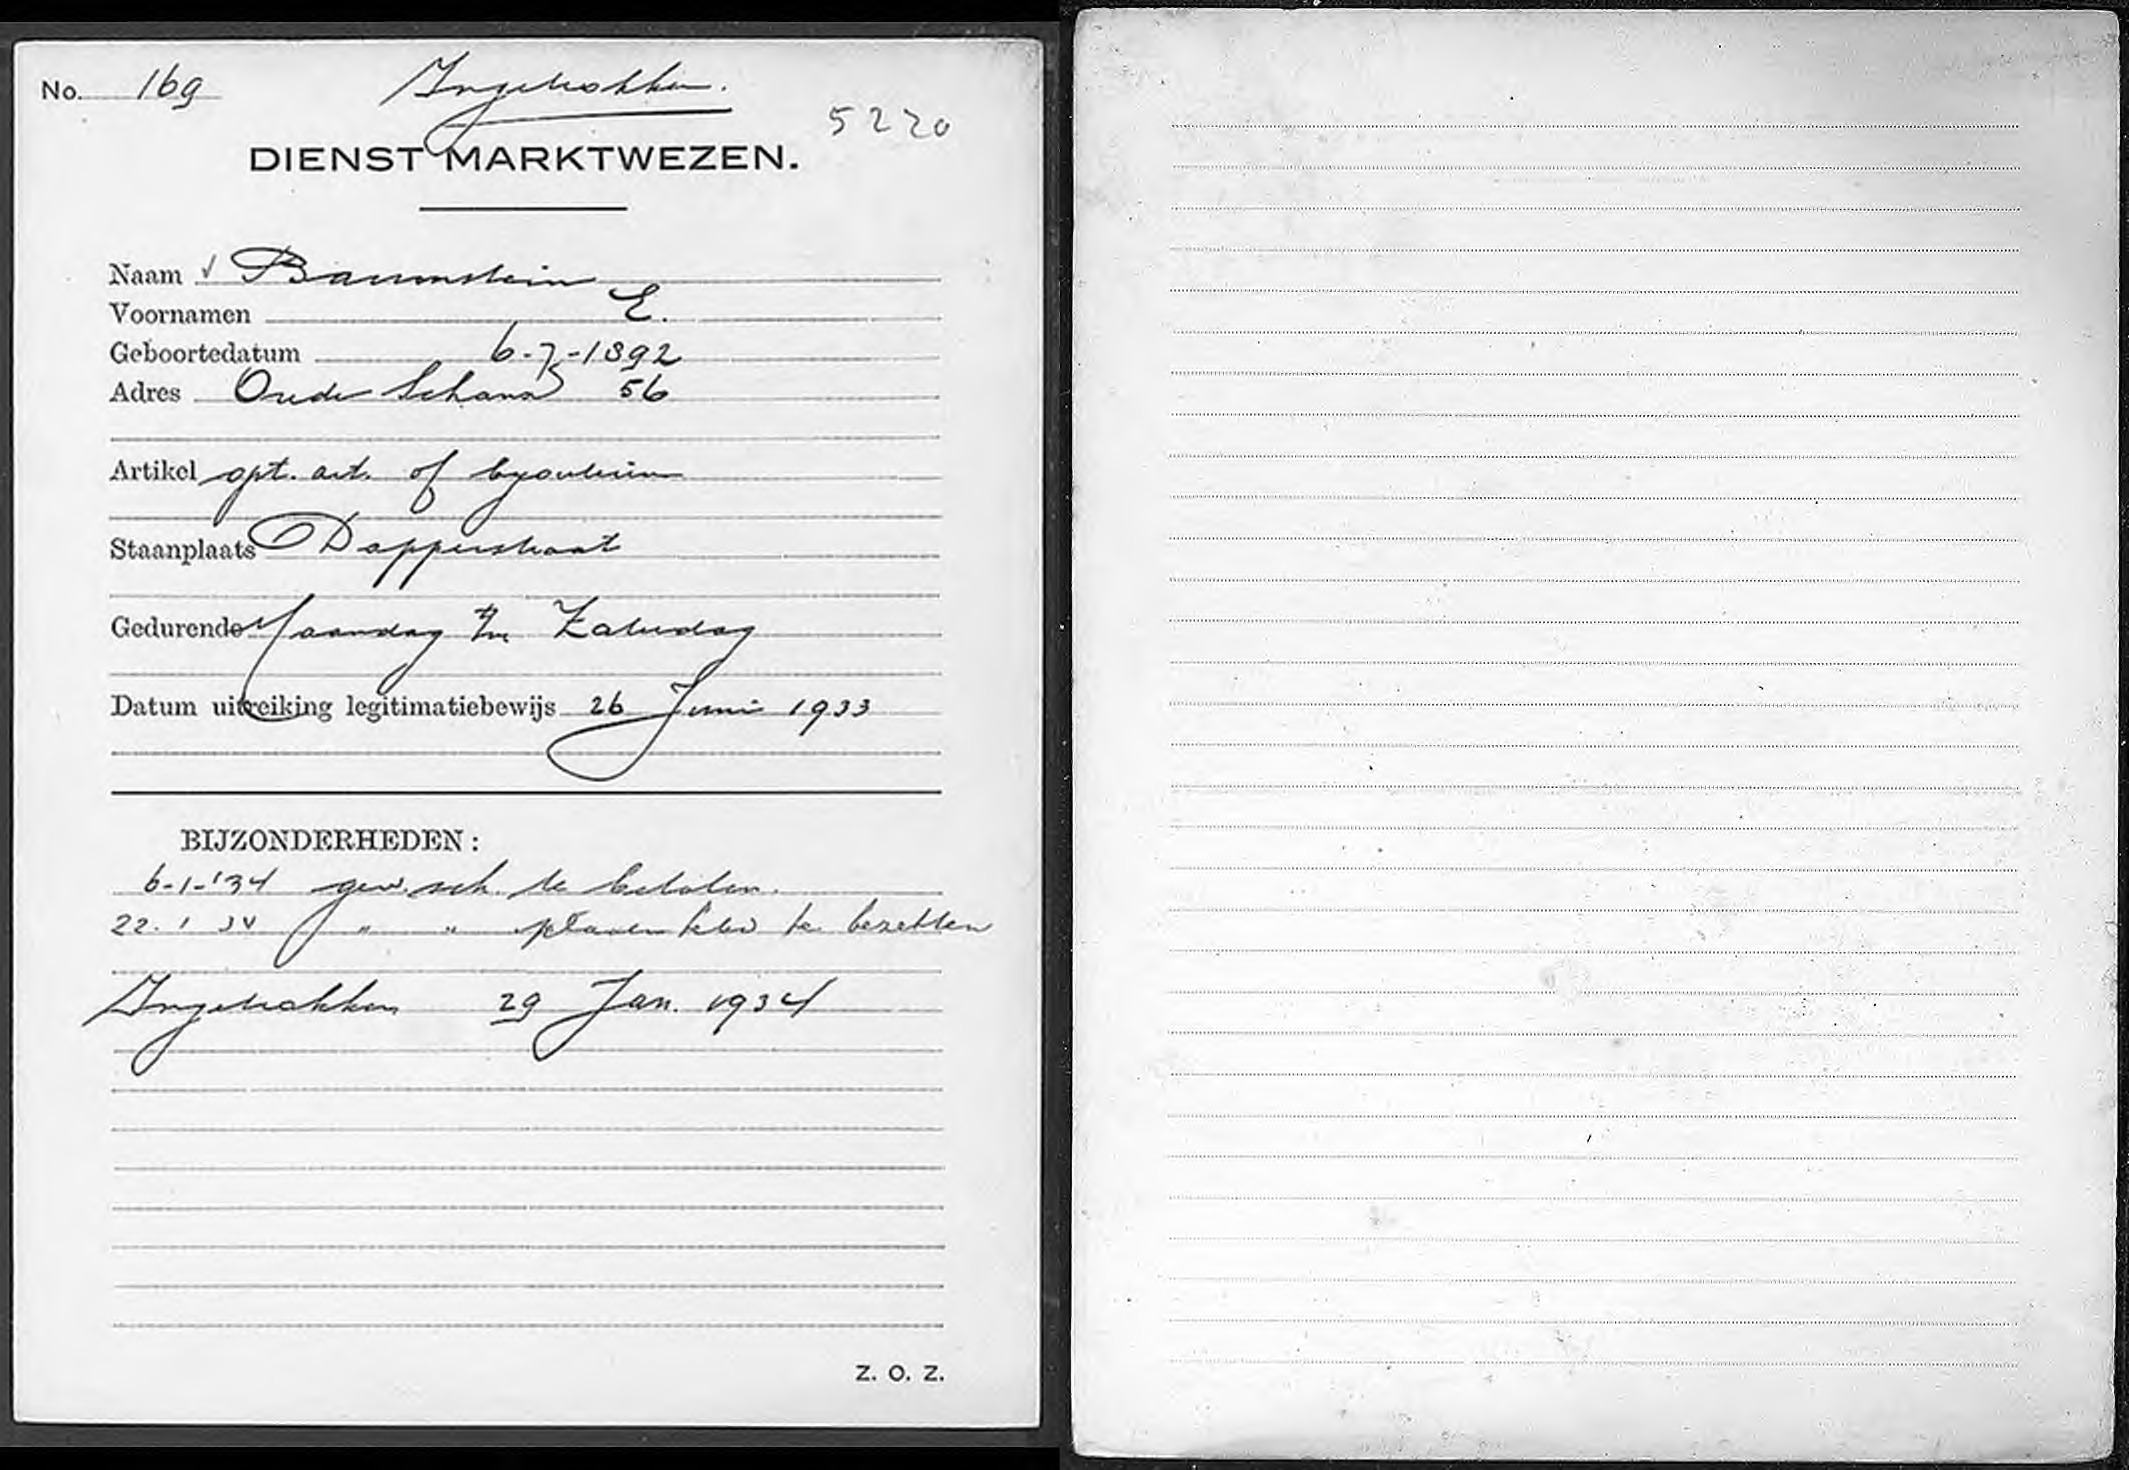 No. 169
Ingetrokken.
5220
DIENST MARKTWEZEN.
Naam √ Baumstein
Voornamen E.
Geboortedatum 6-7-1892
Adres Oude Schans 56
Artikel opt. art. of byouterien
Staanplaats Dapperstraat
Gedurende Maandag t/m Zaterdag
Datum uitreiking legitimatiebewijs 26 Juni 1933
BIJZONDERHEDEN:
6-1-'34 gew. sch. te betalen.
22. 1 34 " " plaats te bezetten
Ingetrokken 29 Jan. 1934
Z. O. Z.